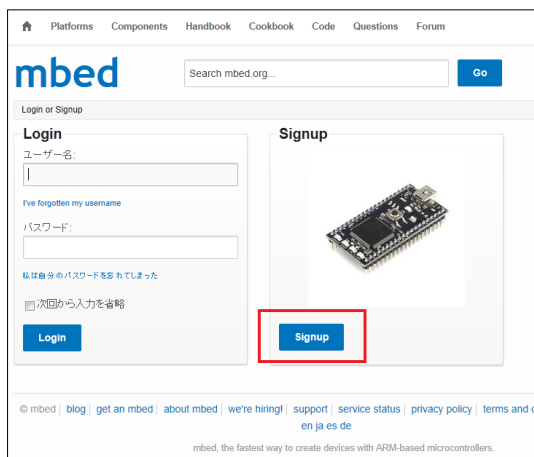 Platforms Components Handbook Cookbook Code Questions Forum
mbed
Search mbed.org...
Go
Login or Signup
Login
ユーザー名:
I've forgotten my username
パスワード:
私は自分のパスワードを忘れてしまった
次回から入力を省略
Login
Signup
Signup
© mbed | blog | get an mbed | about mbed | we're hiring! | support | service status | privacy policy | terms and
en ja es de
mbed, the fastest way to create devices with ARM-based microcontrollers.